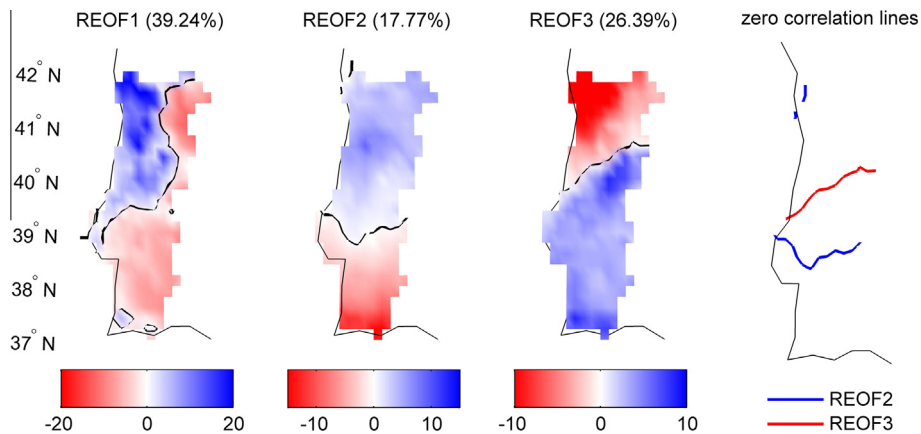 REOF1 (39.24%)
REOF2 (17.77%)
REOF3 (26.39%)
zero correlation lines
42° N
41° N
40° N
39° N
38° N
37° N
-20 0 20
-10 0 10
-10 0 10
REOF2
REOF3